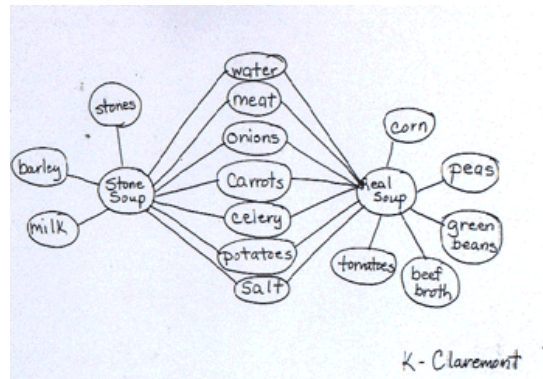 water
meat
onions
carrots
celery
potatoes
salt
stones
barley
milk
Stone
Soup
Real
Soup
corn
peas
green
beans
beef
broth
tomatoes
K - Claremont